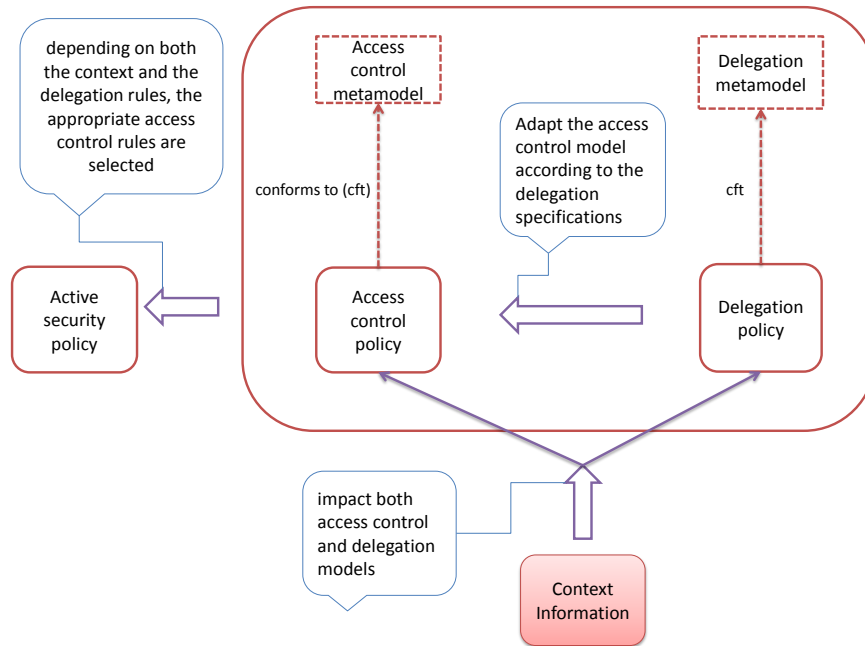 depending on both
the context and the
delegation rules, the
appropriate access
control rules are
selected
Access
control
metamodel
Delegation
metamodel
Adapt the access
control model
according to the
delegation
specifications
conforms to (cft)
cft
Active
security
policy
Access
control
policy
Delegation
policy
impact both
access control
and delegation
models
Context
Information